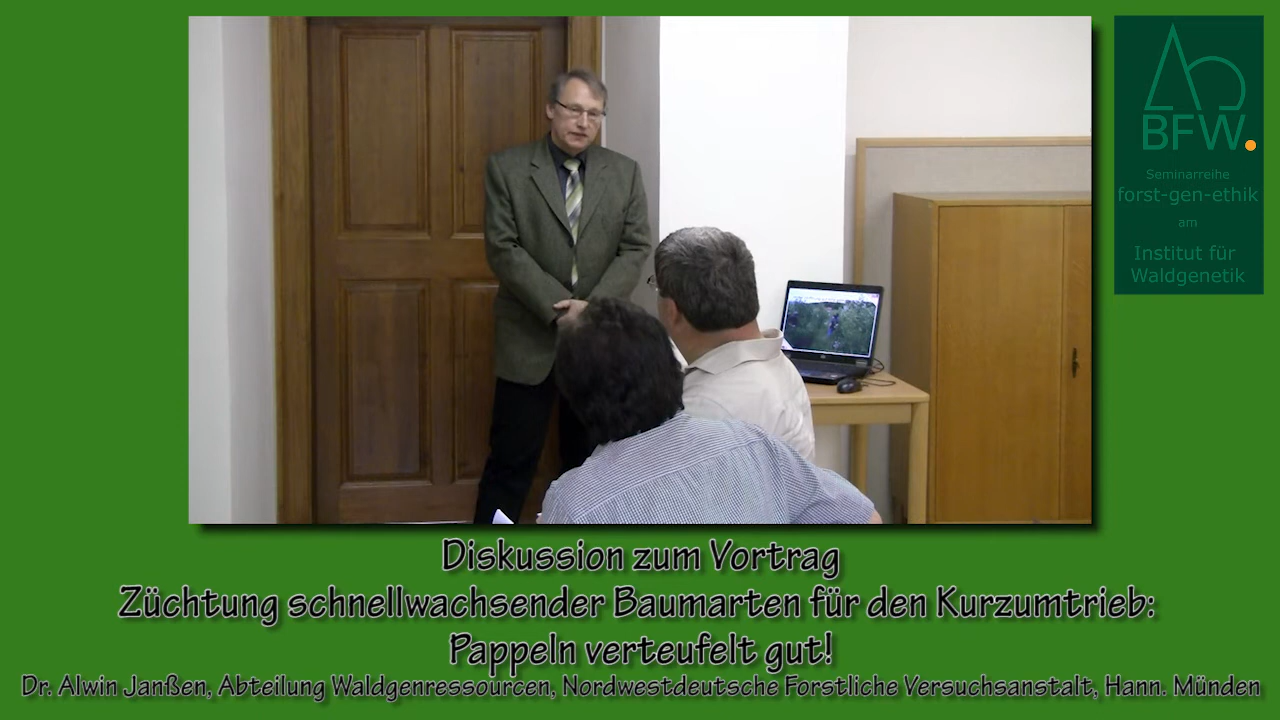 BFW.
Seminarreihe
forst-gen-ethik
am
Institut für
Waldgenetik
Diskussion zum Vortrag
Züchtung schnellwachsender Baumarten für den Kurzumtrieb:
Pappeln verteufelt gut!
Dr. Alwin Janßen, Abteilung Waldgenressourcen, Nordwestdeutsche Forstliche Versuchsanstalt, Hann. Münden